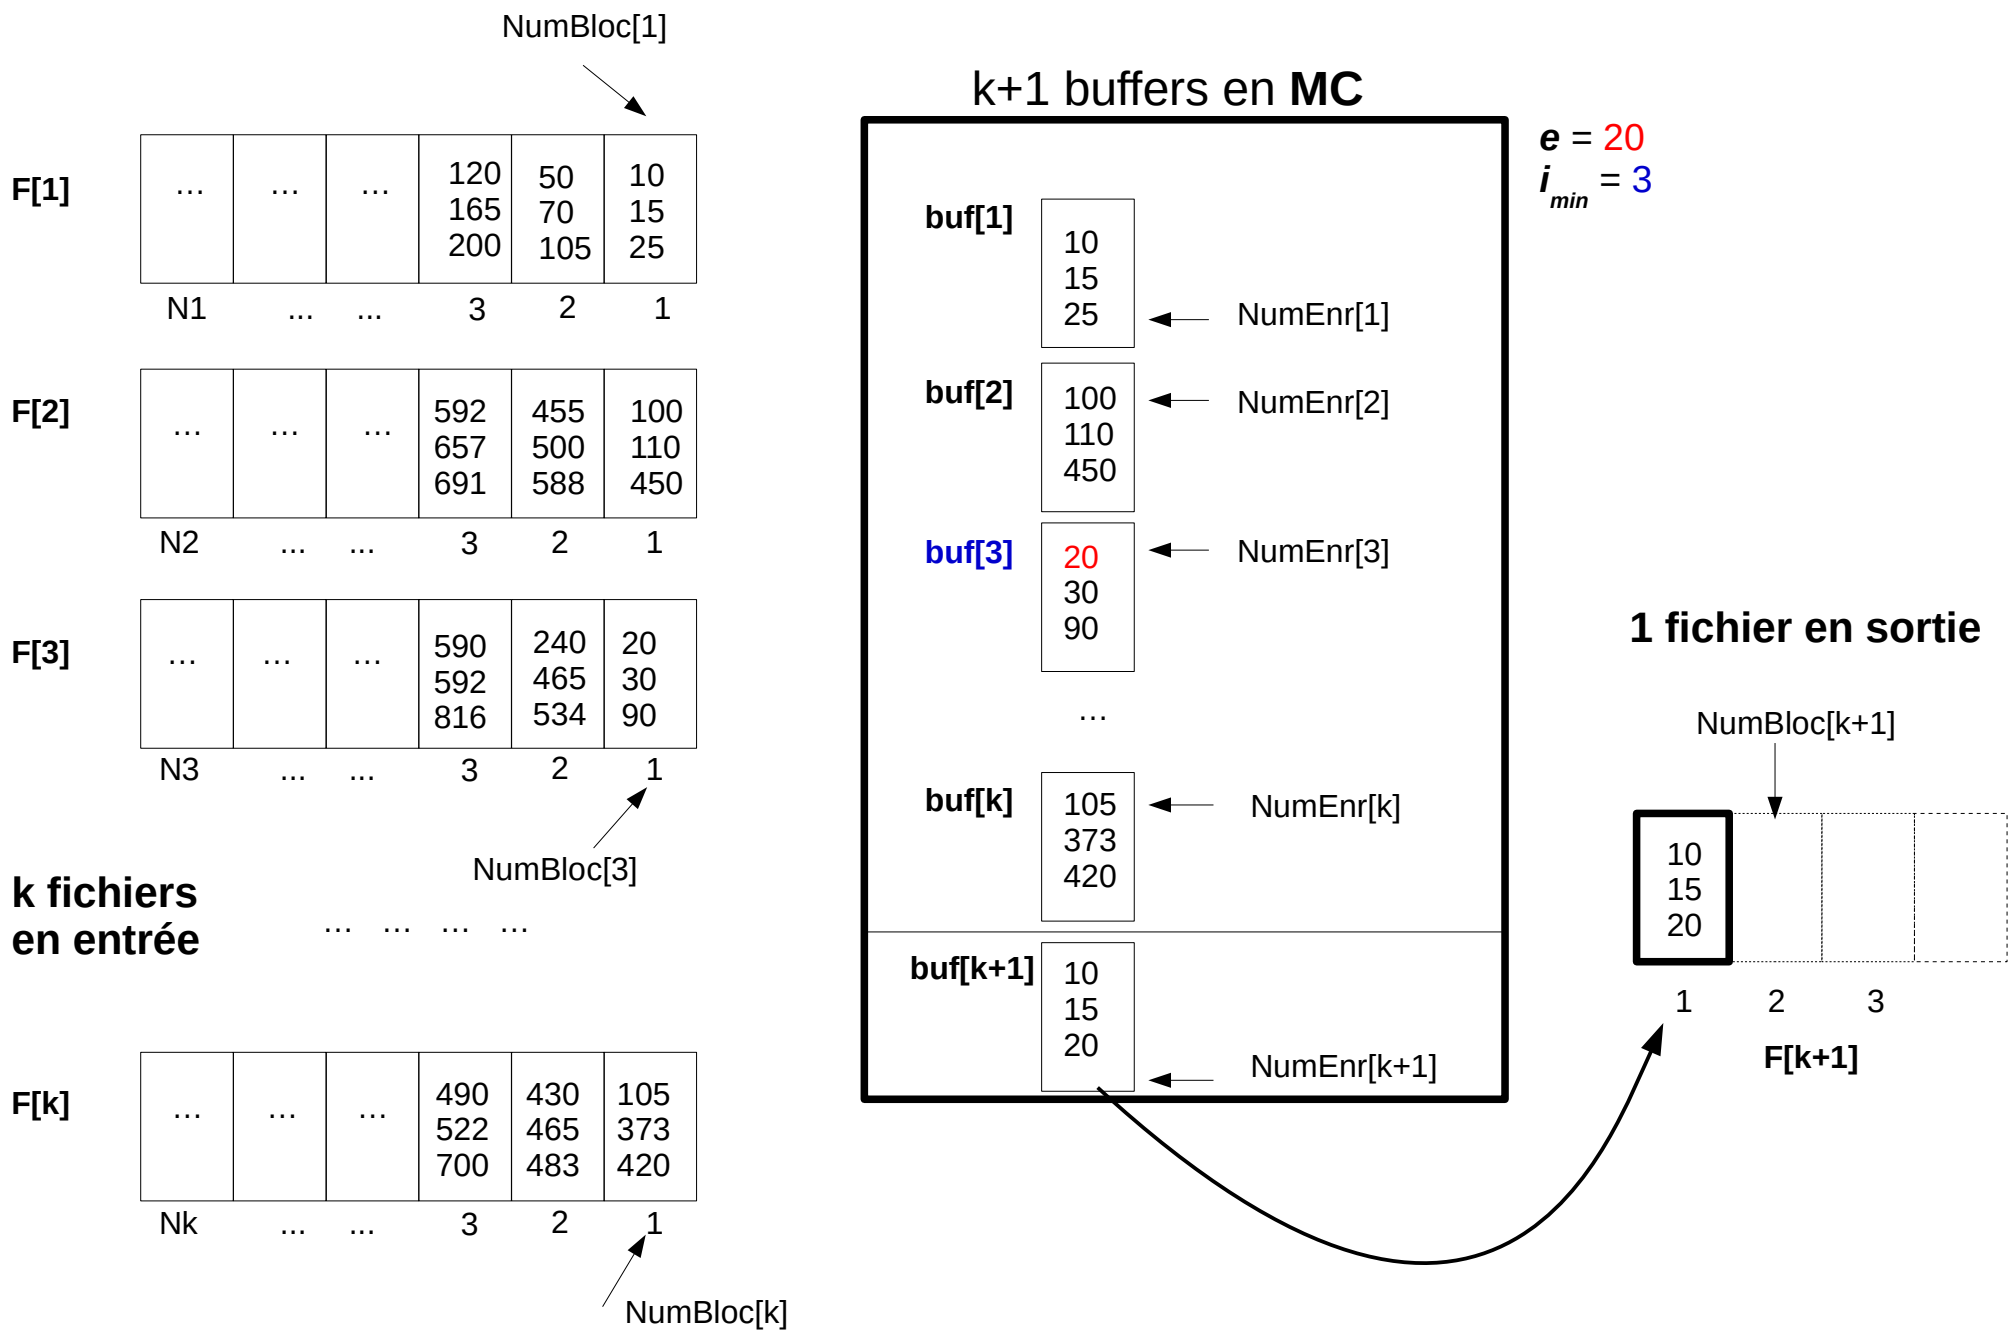 NumBloc[1]
F[1]
... ... ... 120 50 10
165 70 15
200 105 25
N1 ... ... 3 2 1
F[2]
... ... ... 592 455 100
657 500 110
691 588 450
N2 ... ... 3 2 1
F[3]
... ... ... 590 240 20
592 465 30
816 534 90
N3 ... ... 3 2 1
NumBloc[3]
k fichiers
en entrée
... ... ... ...
F[k]
... ... ... 490 430 105
522 465 373
700 483 420
Nk ... ... 3 2 1
NumBloc[k]
k+1 buffers en MC
e = 20
imin = 3
buf[1]
10
15
25
NumEnr[1]
buf[2]
100
110
450
NumEnr[2]
buf[3]
20
30
90
NumEnr[3]
...
buf[k]
105
373
420
NumEnr[k]
buf[k+1]
10
15
20
NumEnr[k+1]
1 fichier en sortie
NumBloc[k+1]
10
15
20
1 2 3
F[k+1]